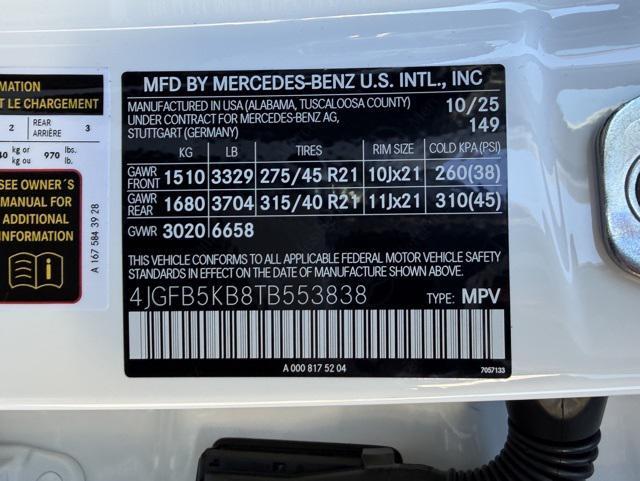 MATION
T LE CHARGEMENT
2 REAR ARRIÈRE 3
kg or kg ou 970 lbs. lb.
SEE OWNER´S
MANUAL FOR
ADDITIONAL
INFORMATION
A 167 584 39 28
MFD BY MERCEDES-BENZ U.S. INTL., INC
MANUFACTURED IN USA (ALABAMA, TUSCALOOSA COUNTY) 10/25
UNDER CONTRACT FOR MERCEDES-BENZ AG, 149
STUTTGART (GERMANY)
KG LB TIRES RIM SIZE COLD KPA (PSI)
GAWR FRONT 1510 3329 275/45 R21 10Jx21 260(38)
GAWR REAR 1680 3704 315/40 R21 11Jx21 310(45)
GVWR 3020 6658
THIS VEHICLE CONFORMS TO ALL APPLICABLE FEDERAL MOTOR VEHICLE SAFETY
STANDARDS IN EFFECT ON THE DATE OF MANUFACTURE SHOWN ABOVE.
4JGFB5KB8TB553838 TYPE: MPV
A 000 817 52 04 7057133